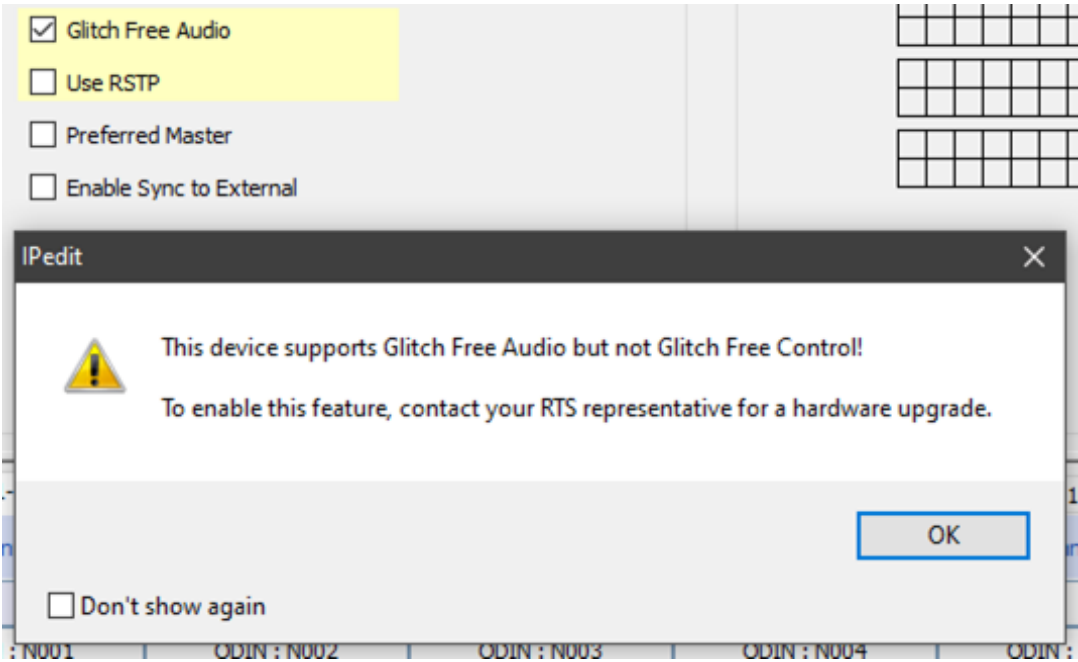 Glitch Free Audio
Use RSTP
Preferred Master
Enable Sync to External
IPedit
This device supports Glitch Free Audio but not Glitch Free Control!
To enable this feature, contact your RTS representative for a hardware upgrade.
OK
Don't show again
: N001 ODIN : N002 ODIN : N003 ODIN : N004 ODIN :